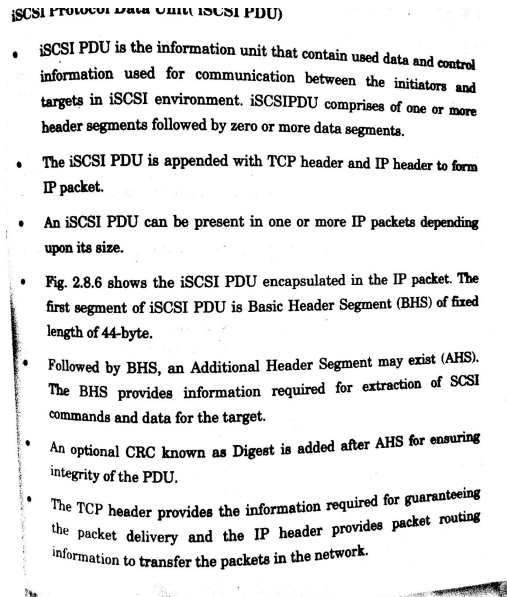 iSCSI Protocol Data Unit( iSCSI PDU)
• iSCSI PDU is the information unit that contain used data and control
information used for communication between the initiators and
targets in iSCSI environment. iSCSIPDU comprises of one or more
header segments followed by zero or more data segments.
• The iSCSI PDU is appended with TCP header and IP header to form
IP packet.
• An iSCSI PDU can be present in one or more IP packets depending
upon its size.
• Fig. 2.8.6 shows the iSCSI PDU encapsulated in the IP packet. The
first segment of iSCSI PDU is Basic Header Segment (BHS) of fixed
length of 44-byte.
• Followed by BHS, an Additional Header Segment may exist (AHS).
The BHS provides information required for extraction of SCSI
commands and data for the target.
• An optional CRC known as Digest is added after AHS for ensuring
integrity of the PDU.
• The TCP header provides the information required for guaranteeing
the packet delivery and the IP header provides packet routing
information to transfer the packets in the network.